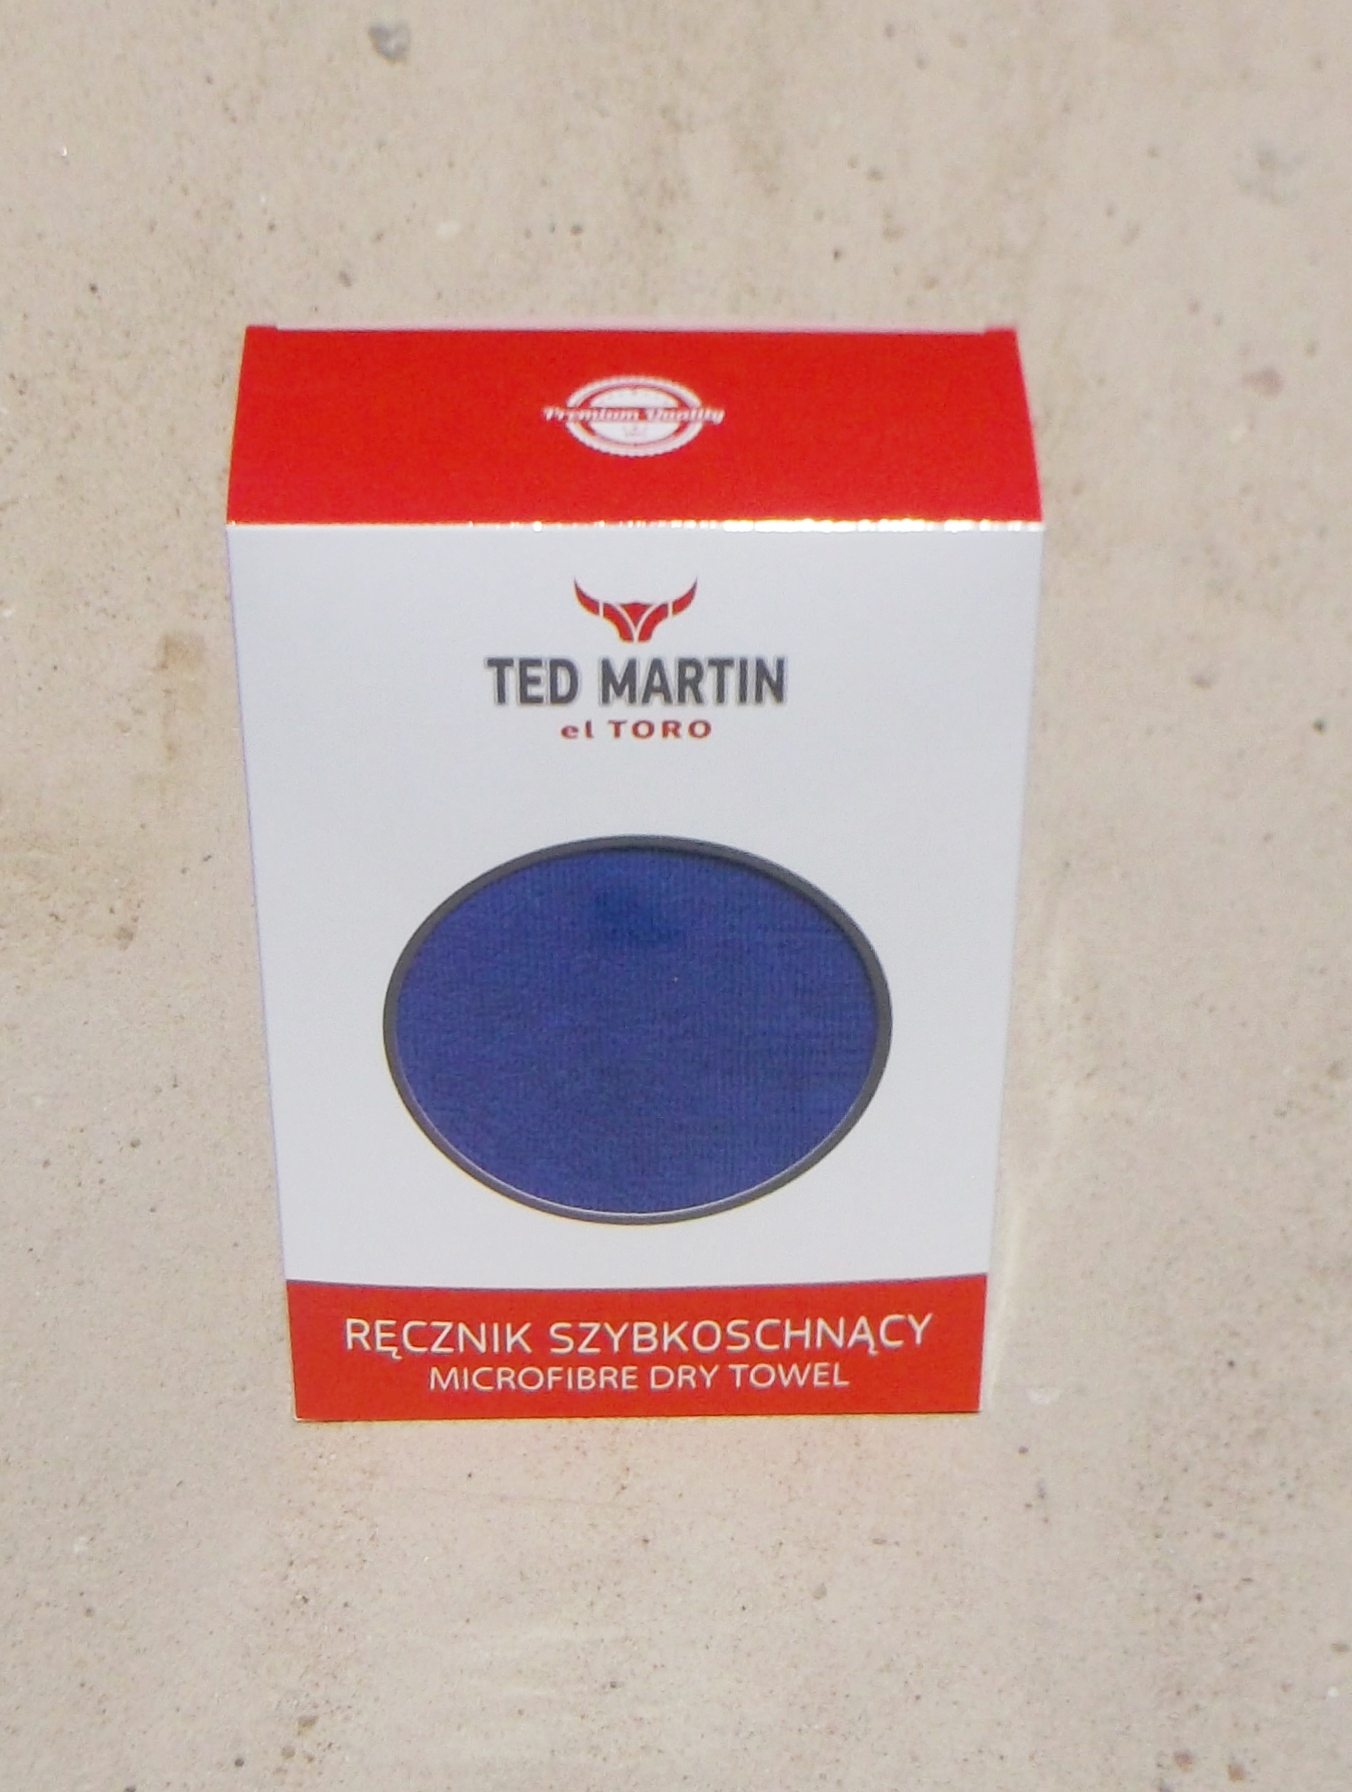 Premium Quality
TED MARTIN
el TORO
RĘCZNIK SZYBKOSCHNĄCY
MICROFIBRE DRY TOWEL